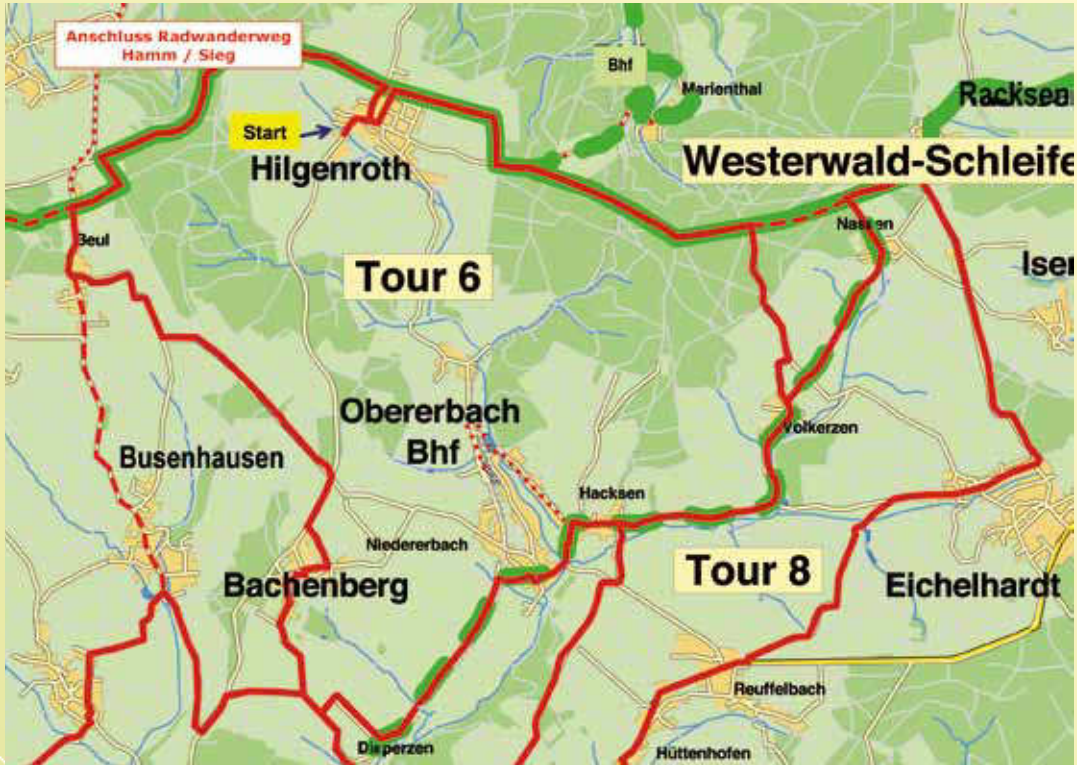 Anschluss Radwanderweg
Hamm / Sieg
Bhf
Marienthal
Racksen
Start
Hilgenroth
Westerwald-Schleife
Beul
Nassen
Tour 6
Iser
Obererbach
Bhf
Volkerzen
Busenhausen
Hacksen
Niedererbach
Bachenberg
Tour 8
Eichelhardt
Reuffelbach
Dieperzen
Hüttenhofen